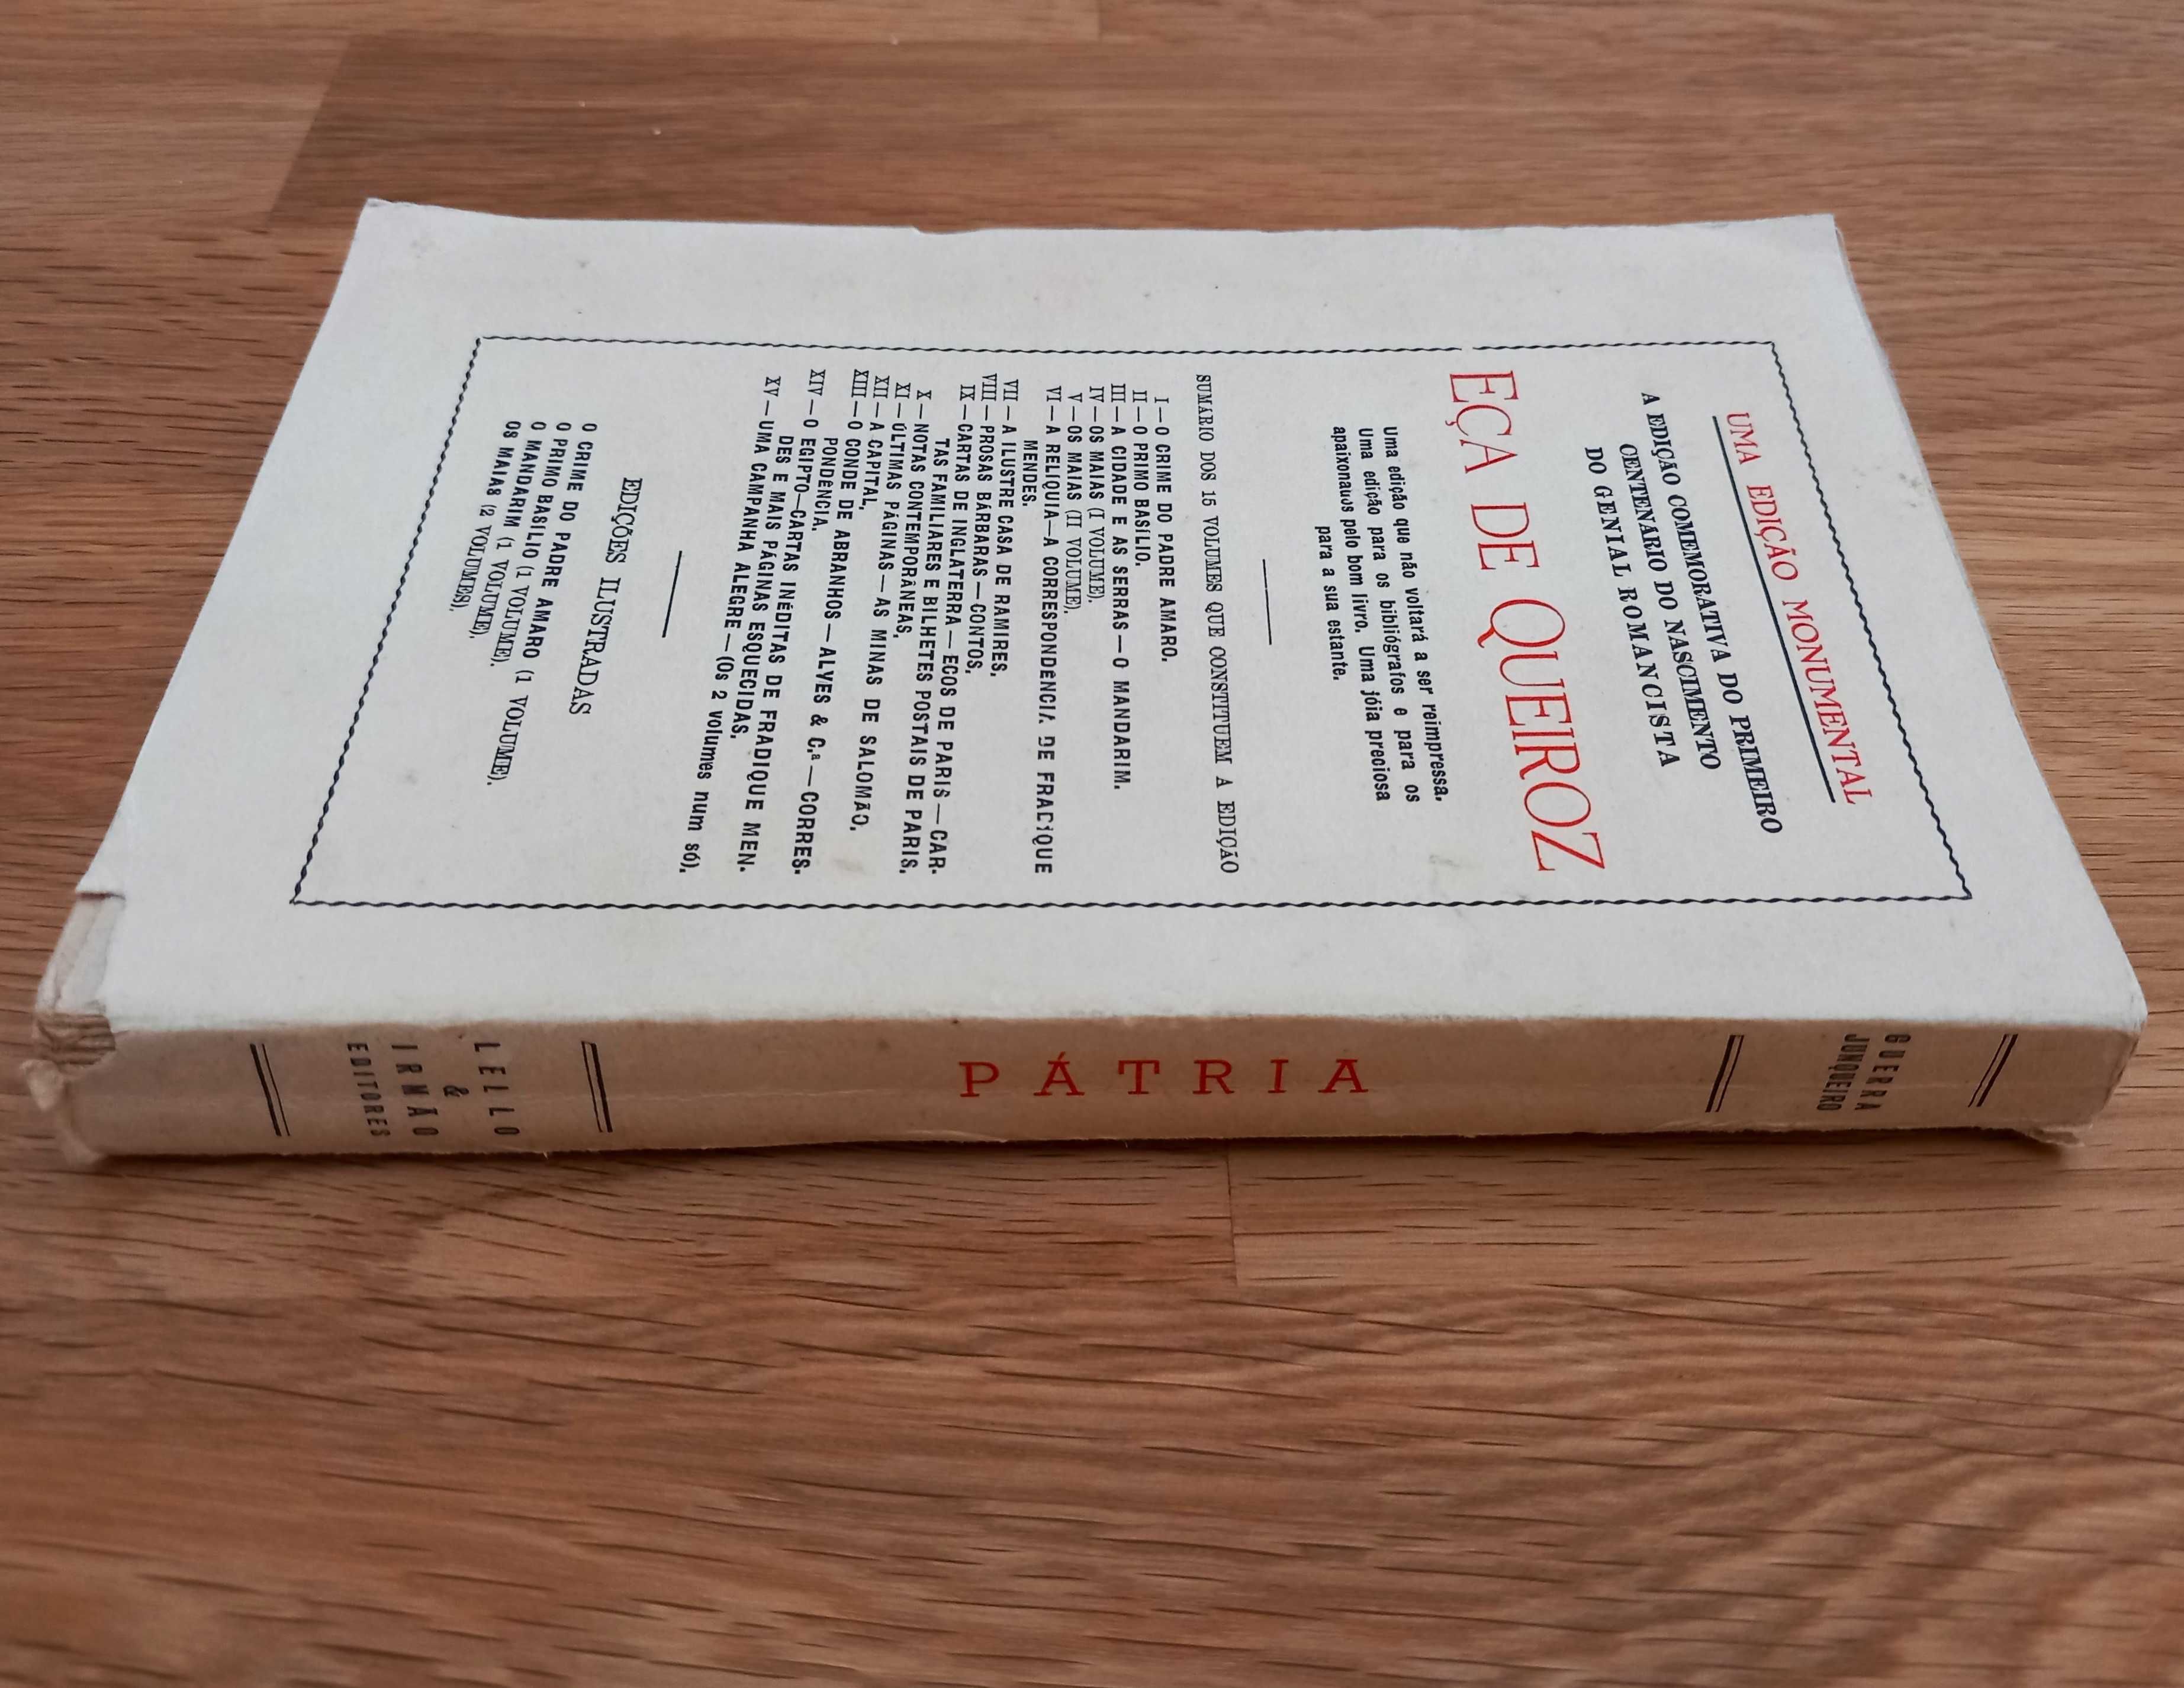 UMA EDIÇÃO MONUMENTAL
A EDIÇÃO COMEMORATIVA DO PRIMEIRO
CENTENARIO DO NASCIMENTO
DO GENIAL ROMANCISTA
EÇA DE QUEIROZ
Uma edição que não voltará a ser reimpressa.
Uma edição para os bibliógrafos e para os
apaixonados pelo bom livro. Uma jóia preciosa
para a sua estante.
SUMARIO DOS 15 VOLUMES QUE CONSTITUEM A EDIÇÃO
I—O CRIME DO PADRE AMARO.
II—O PRIMO BASÍLIO.
III—A CIDADE E AS SERRAS—O MANDARIM.
IV—OS MAIAS (I VOLUME).
V—OS MAIAS (II VOLUME).
VI—A RELIQUIA—A CORRESPONDÊNCIA DE FRADIQUE
MENDES.
VII—A ILUSTRE CASA DE RAMIRES.
VIII—PROSAS BÁRBARAS—CONTOS.
IX—CARTAS DE INGLATERRA—ECOS DE PARIS—CAR-
TAS FAMILIARES E BILHETES POSTAIS DE PARIS.
X—NOTAS CONTEMPORÂNEAS.
XI—ÚLTIMAS PÁGINAS—AS MINAS DE SALOMÃO.
XII—A CAPITAL.
XIII—O CONDE DE ABRANHOS—ALVES & C.ª—CORRES-
PONDÊNCIA.
XIV—O EGIPTO—CARTAS INÉDITAS DE FRADIQUE MEN-
DES E MAIS PÁGINAS ESQUECIDAS.
XV—UMA CAMPANHA ALEGRE—(Os 2 volumes num só).
EDIÇÕES ILUSTRADAS
O CRIME DO PADRE AMARO (1 VOLUME).
O PRIMO BASÍLIO (1 VOLUME).
O MANDARIM (1 VOLUME).
OS MAIAS (2 VOLUMES).
GUERRA
JUNQUEIRO
PÁTRIA
LELLO
&
IRMÃO
EDITORES